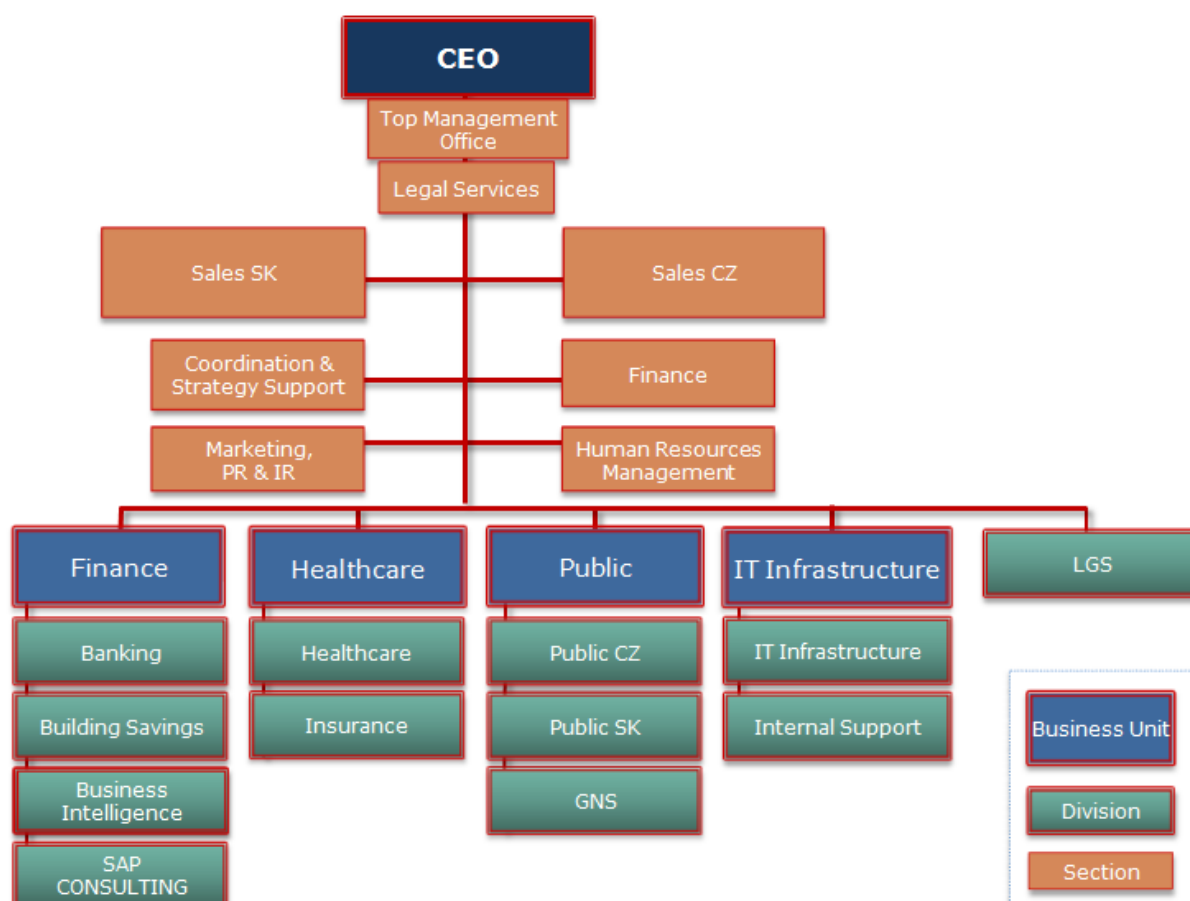 CEO
Top Management
Office
Legal Services
Sales SK
Sales CZ
Coordination &
Strategy Support
Finance
Marketing,
PR & IR
Human Resources
Management
Finance
Healthcare
Public
IT Infrastructure
LGS
Banking
Healthcare
Public CZ
IT Infrastructure
Building Savings
Insurance
Public SK
Internal Support
Business
Intelligence
GNS
SAP
CONSULTING
Business Unit
Division
Section